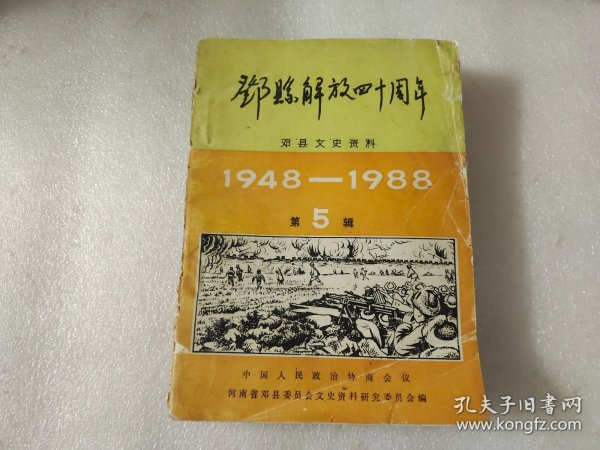 鄧縣解放四十周年
邓县文史资料
1948—1988
第 5 辑
中国人民政治协商会议
河南省邓县委员会文史资料研究委员会编
孔夫子旧书网
www.kongfz.com